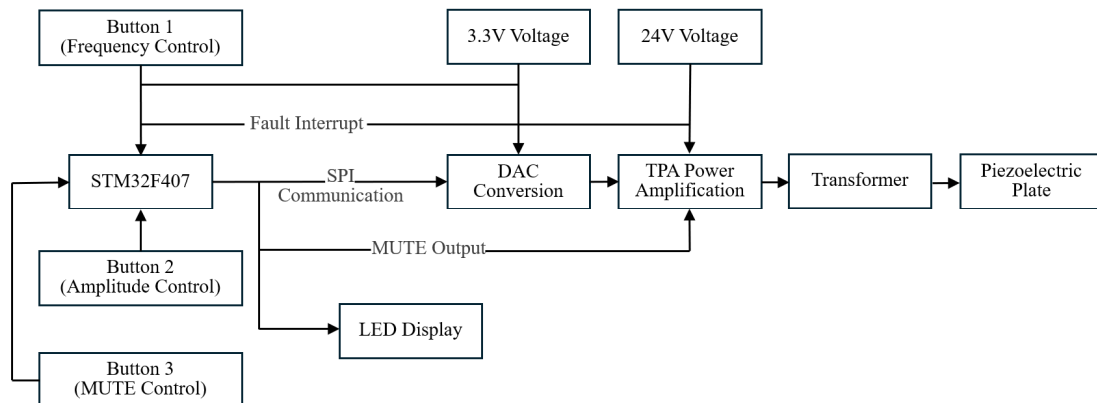 Button 1
(Frequency Control)
3.3V Voltage
24V Voltage
Fault Interrupt
STM32F407
SPI
Communication
DAC
Conversion
TPA Power
Amplification
Transformer
Piezoelectric
Plate
MUTE Output
Button 2
(Amplitude Control)
LED Display
Button 3
(MUTE Control)